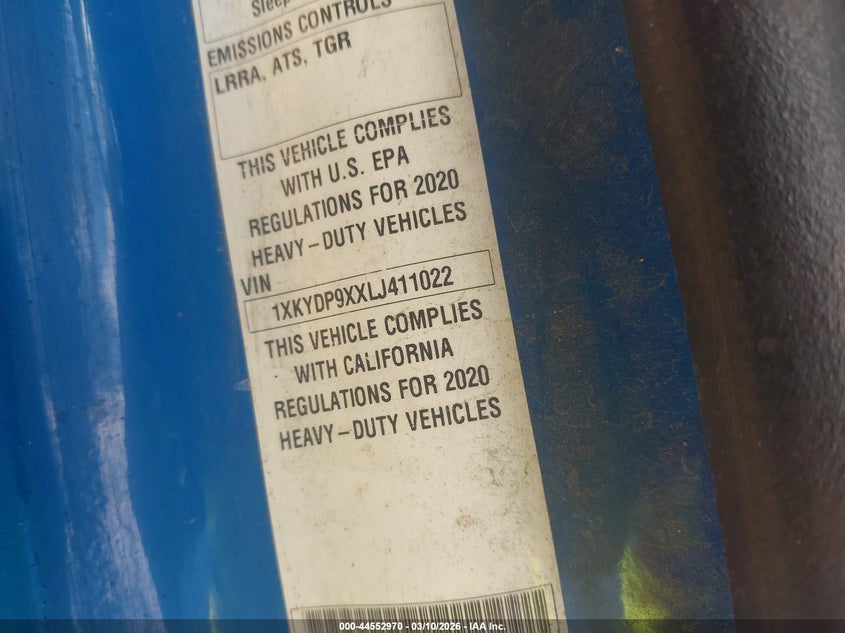 Sleep
EMISSIONS CONTROLS
LRRA, ATS, TGR
THIS VEHICLE COMPLIES
WITH U.S. EPA
REGULATIONS FOR 2020
HEAVY-DUTY VEHICLES
VIN
1XKYDP9XXLJ411022
THIS VEHICLE COMPLIES
WITH CALIFORNIA
REGULATIONS FOR 2020
HEAVY-DUTY VEHICLES
000-44552970 - 03/10/2026 - IAA Inc.